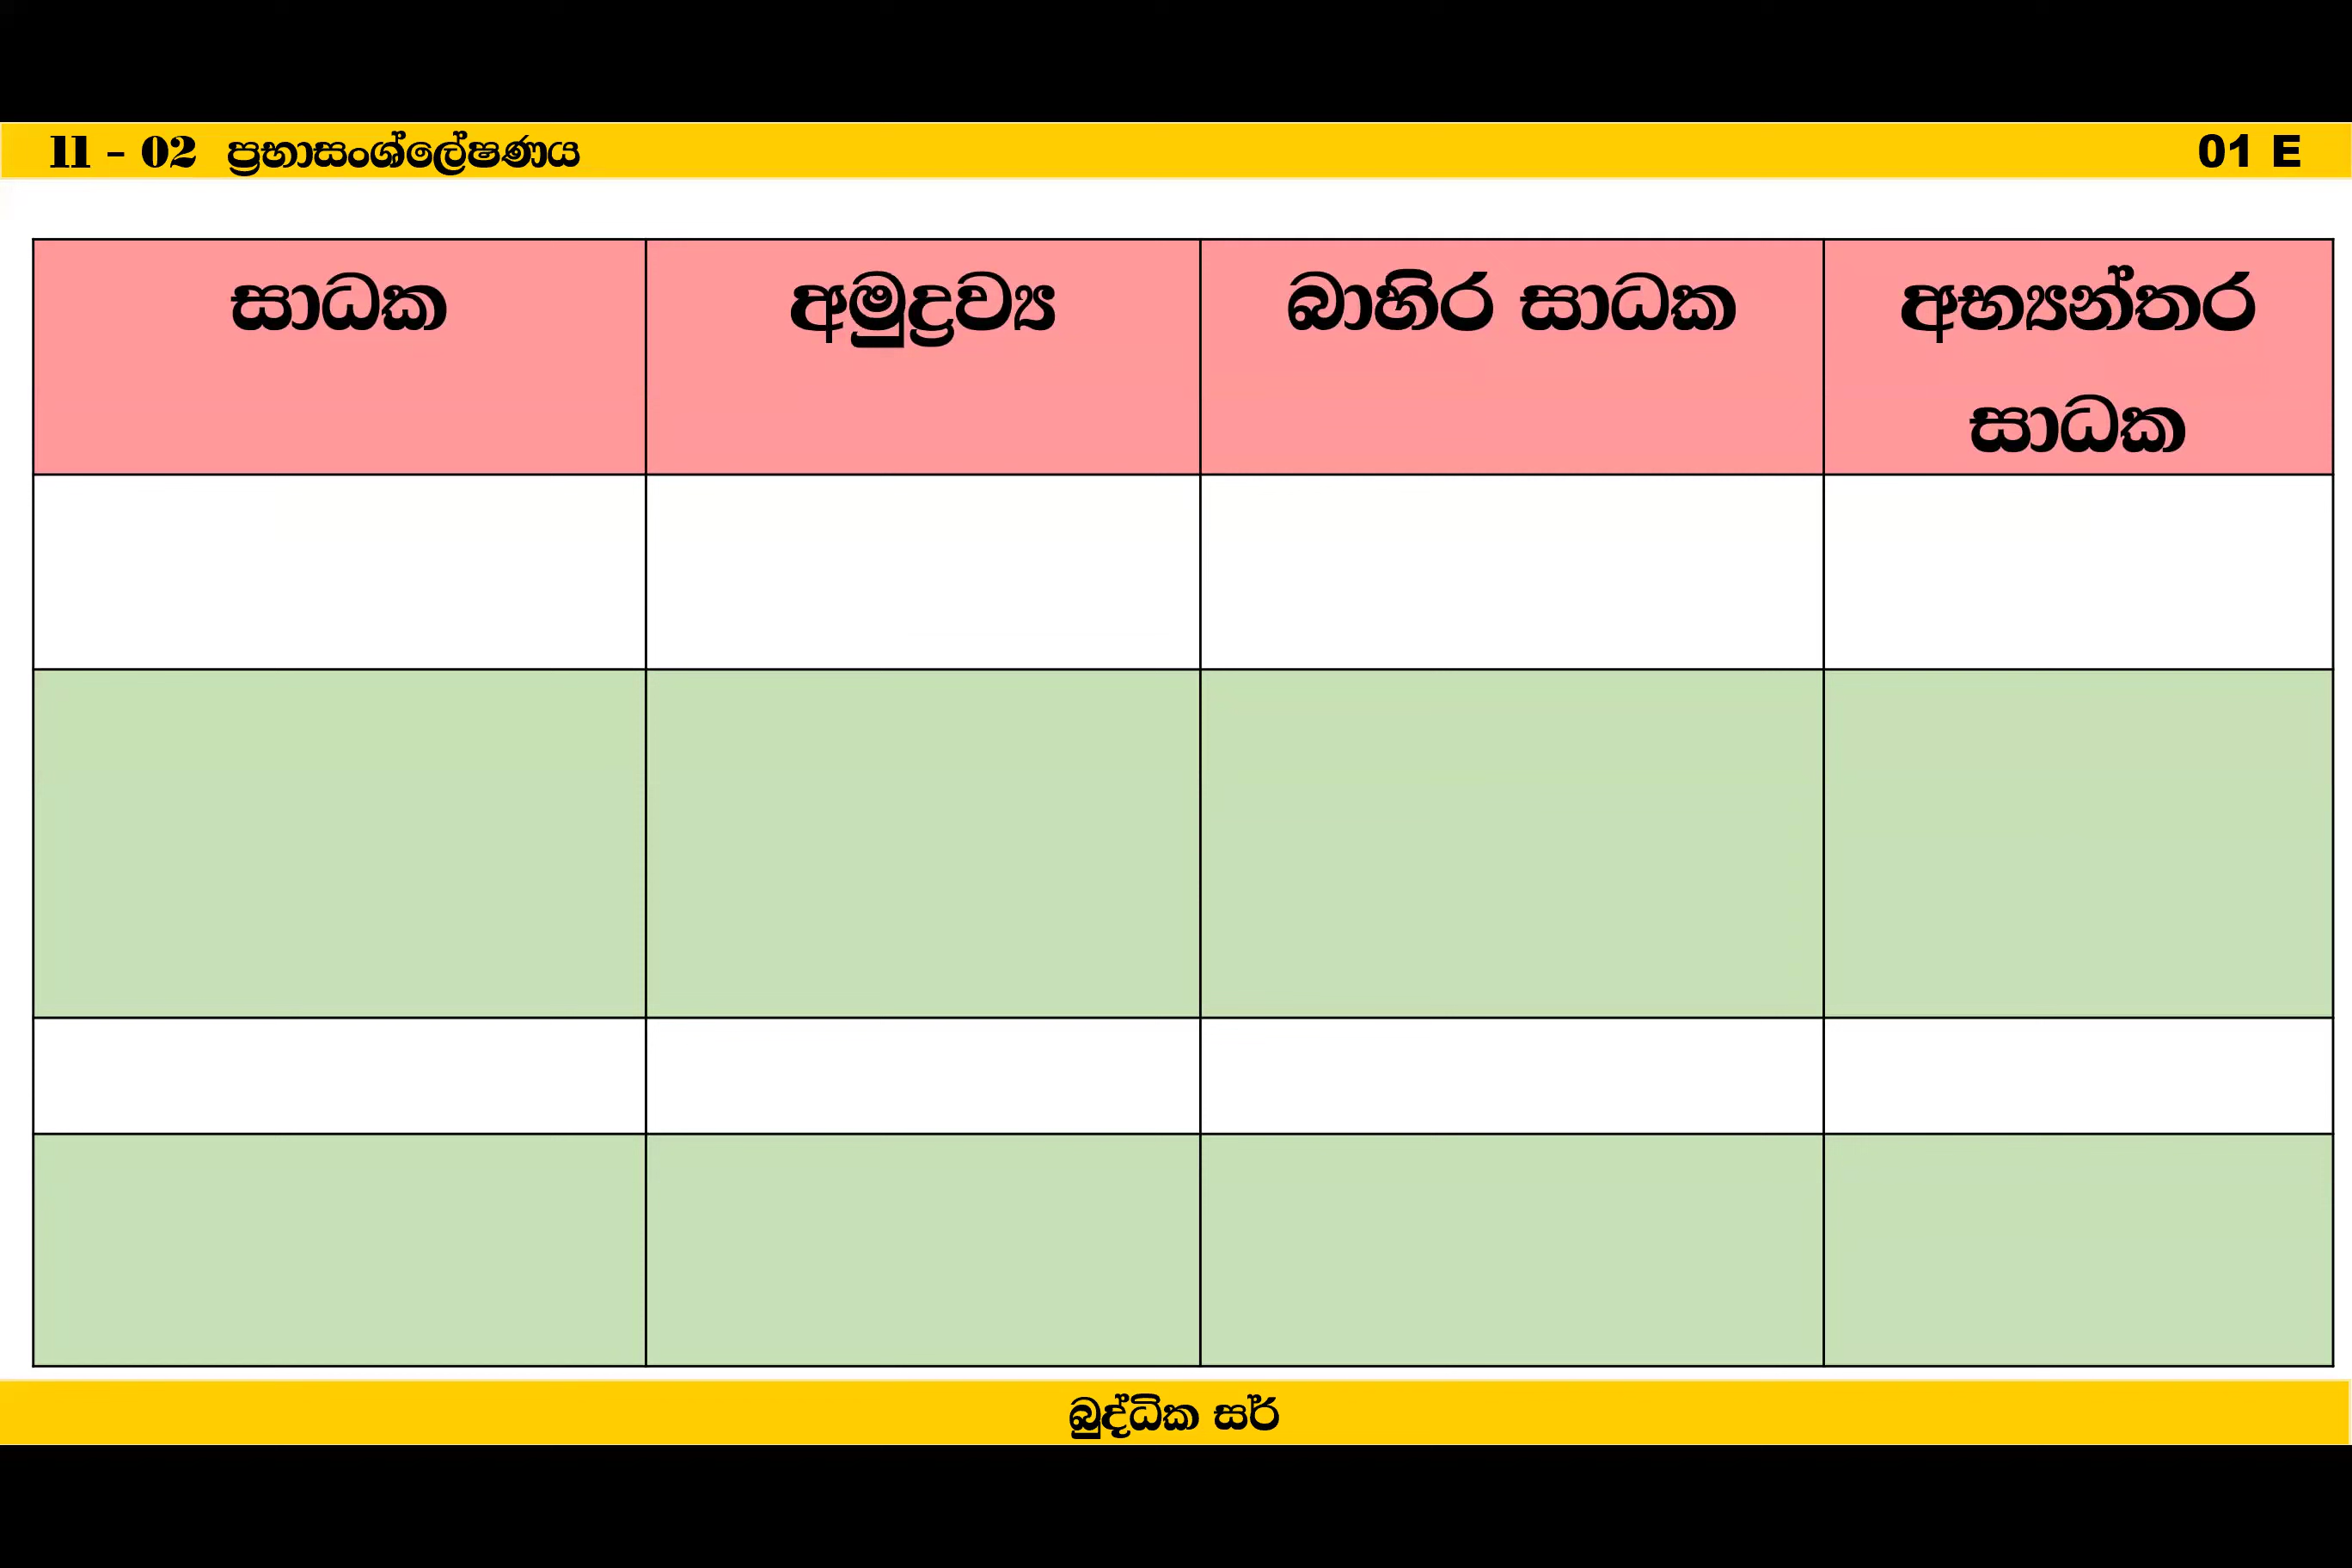 11 - 02 ප්‍රභාසංශ්ලේෂණය
01 E
සාධක
අමුද්‍රව්‍ය
බාහිර සාධක
අභ්‍යන්තර
සාධක
බුද්ධික සර්